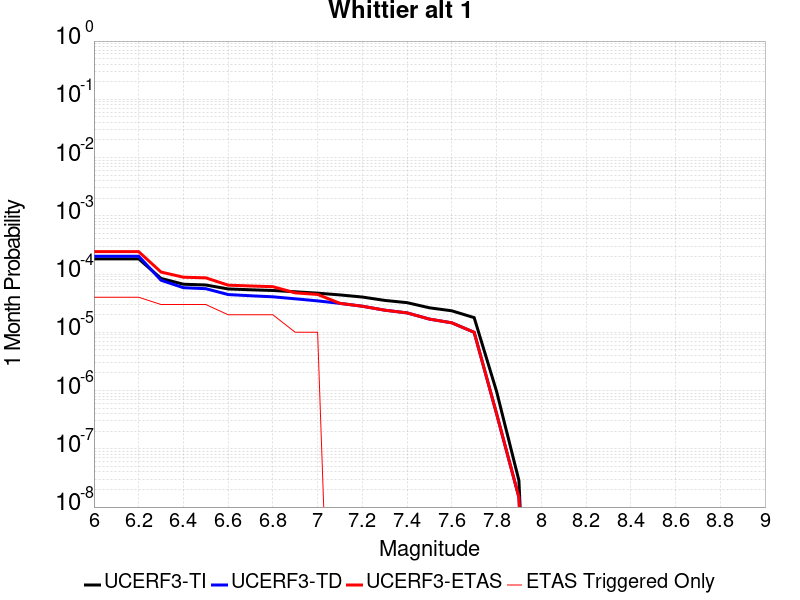 Whittier alt 1
10^0
10^-1
10^-2
10^-3
10^-4
10^-5
10^-6
10^-7
10^-8
1 Month Probability
6 6.2 6.4 6.6 6.8 7 7.2 7.4 7.6 7.8 8 8.2 8.4 8.6 8.8 9
Magnitude
UCERF3-TI UCERF3-TD UCERF3-ETAS ETAS Triggered Only